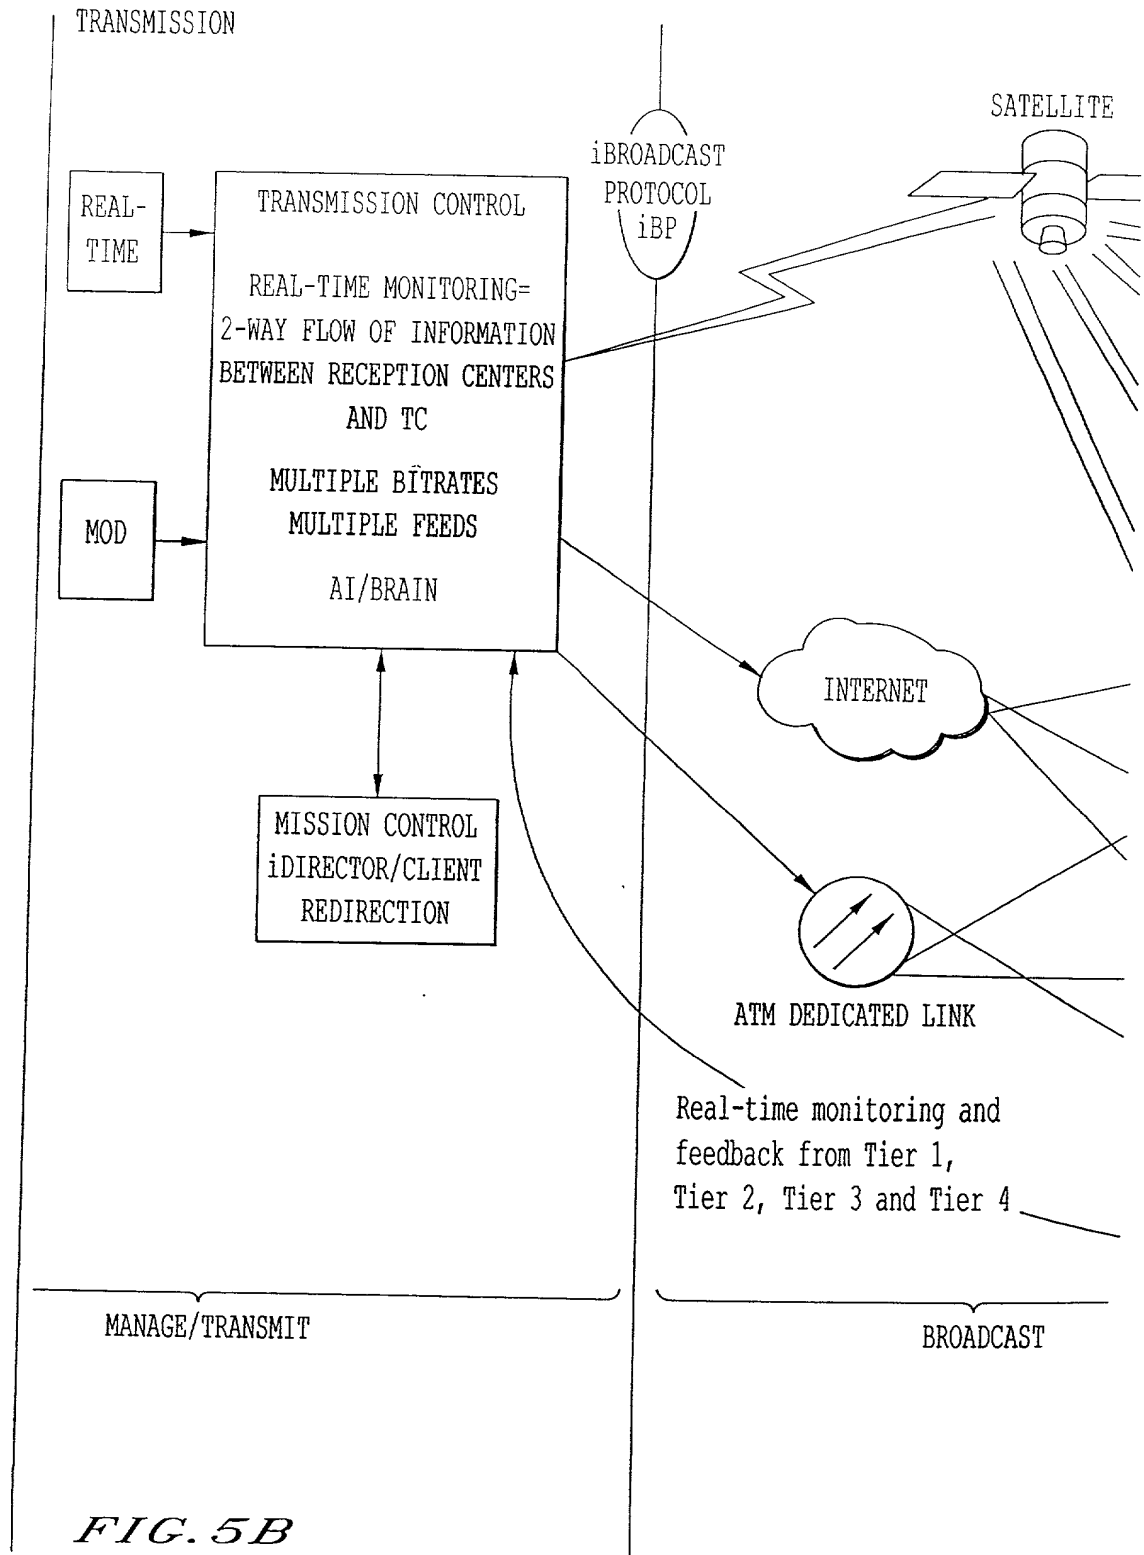 TRANSMISSION
SATELLITE
iBROADCAST
PROTOCOL
iBP
REAL-
TIME
TRANSMISSION CONTROL
REAL-TIME MONITORING=
2-WAY FLOW OF INFORMATION
BETWEEN RECEPTION CENTERS
AND TC
MULTIPLE BITRATES
MULTIPLE FEEDS
AI/BRAIN
MOD
INTERNET
MISSION CONTROL
iDIRECTOR/CLIENT
REDIRECTION
ATM DEDICATED LINK
Real-time monitoring and
feedback from Tier 1,
Tier 2, Tier 3 and Tier 4
MANAGE/TRANSMIT
BROADCAST
FIG. 5B